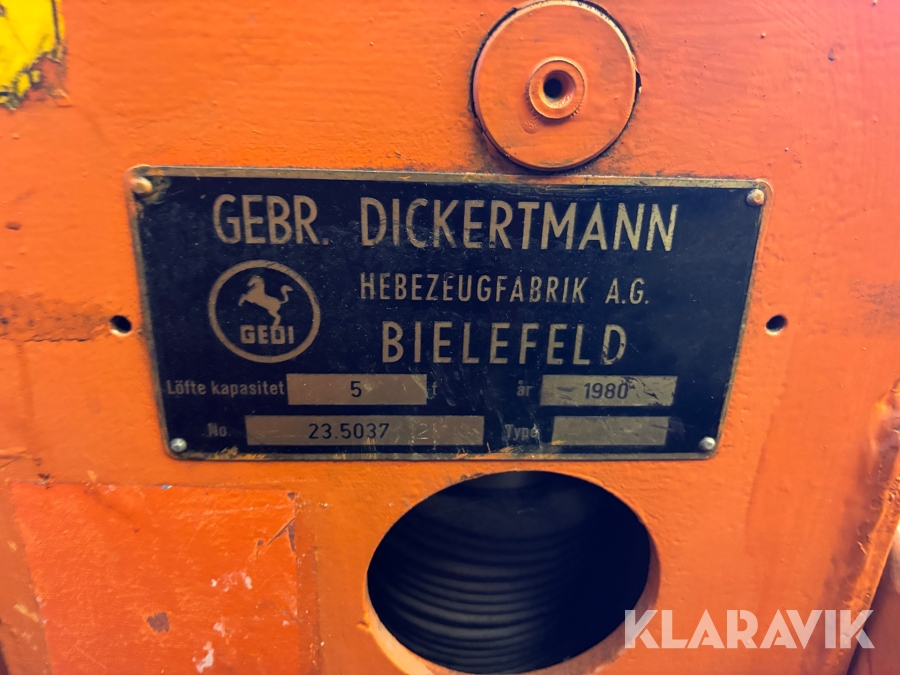 GEBR. DICKERTMANN
HEBEZEUGFABRIK A.G.
GEDI
BIELEFELD
Löfte kapasitet 5 t år 1980
No. 23.5037 Type
KLARAVIK